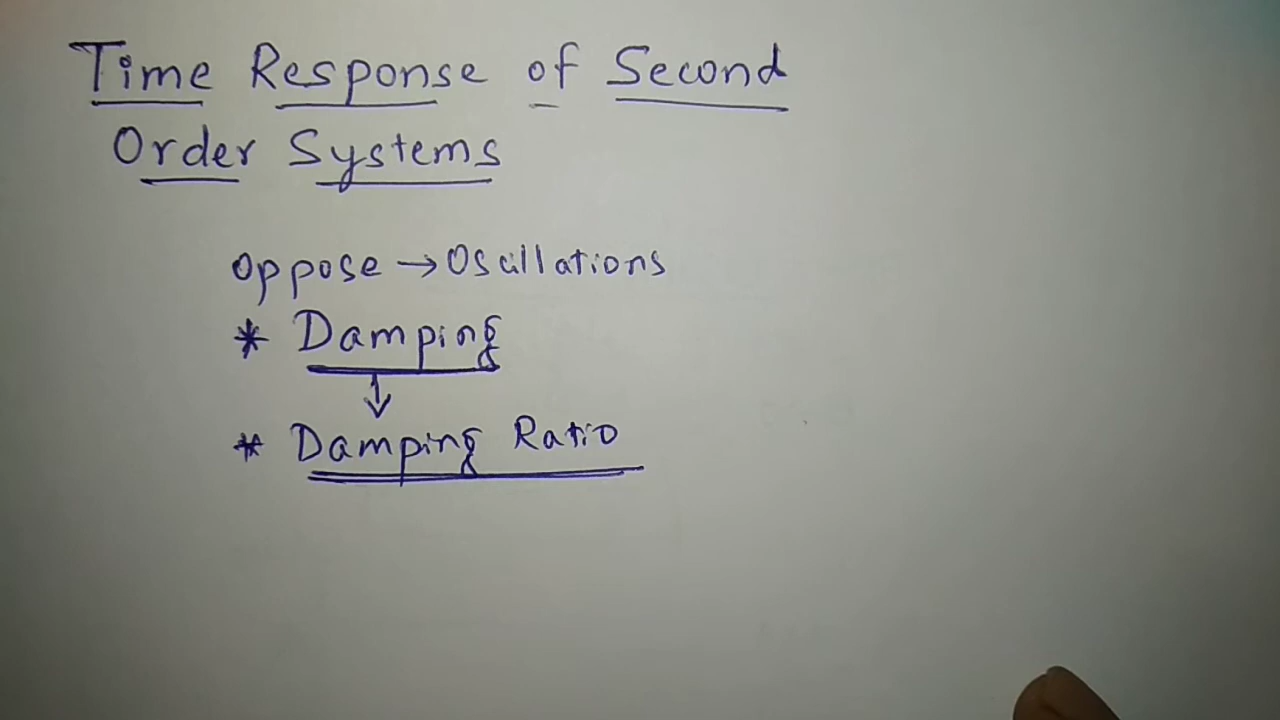 Time Response of Second
Order Systems
Oppose → Oscillations
* Damping
↓
* Damping Ratio